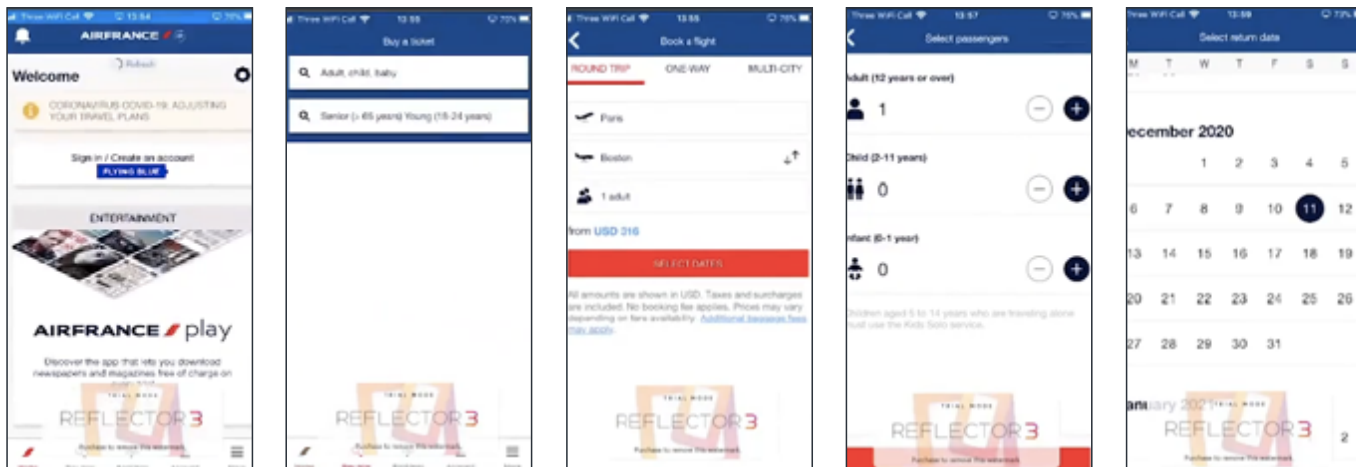 Three WiFi Call 13:54 70%
AIRFRANCE
Refresh
Welcome
CORONAVIRUS COVID-19: ADJUSTING
YOUR TRAVEL PLANS
Sign in / Create an account
FLYING BLUE
ENTERTAINMENT
AIRFRANCE play
Discover the app that lets you download
newspapers and magazines free of charge on
TRIAL MODE
REFLECTOR 3
Purchase to remove this watermark.
Three WiFi Call 13:55 70%
Buy a ticket
Adult, child, baby
Senior (> 65 years) Young (18-24 years)
TRIAL MODE
REFLECTOR 3
Purchase to remove this watermark.
Three WiFi Call 13:55 70%
Book a flight
ROUND TRIP ONE-WAY MULTI-CITY
Paris
Boston
1 adult
from USD 316
SELECT DATES
All amounts are shown in USD. Taxes and surcharges
are included. No booking fee applies. Prices may vary
depending on fare availability. Additional baggage fees
may apply.
TRIAL MODE
REFLECTOR 3
Purchase to remove this watermark.
Three WiFi Call 13:57
Select passengers
Adult (12 years or over)
1
Child (2-11 years)
0
Infant (0-1 year)
0
Children aged 5 to 14 years who are traveling alone
must use the Kids Solo service.
TRIAL MODE
REFLECTOR 3
Purchase to remove this watermark.
Three WiFi Call 13:59
Select return date
M T W T F S S
ecember 2020
1 2 3 4 5
6 7 8 9 10 11 12
13 14 15 16 17 18 19
20 21 22 23 24 25 26
27 28 29 30 31
anuary 2021
TRIAL MODE
REFLECTOR 3
2
Purchase to remove this watermark.